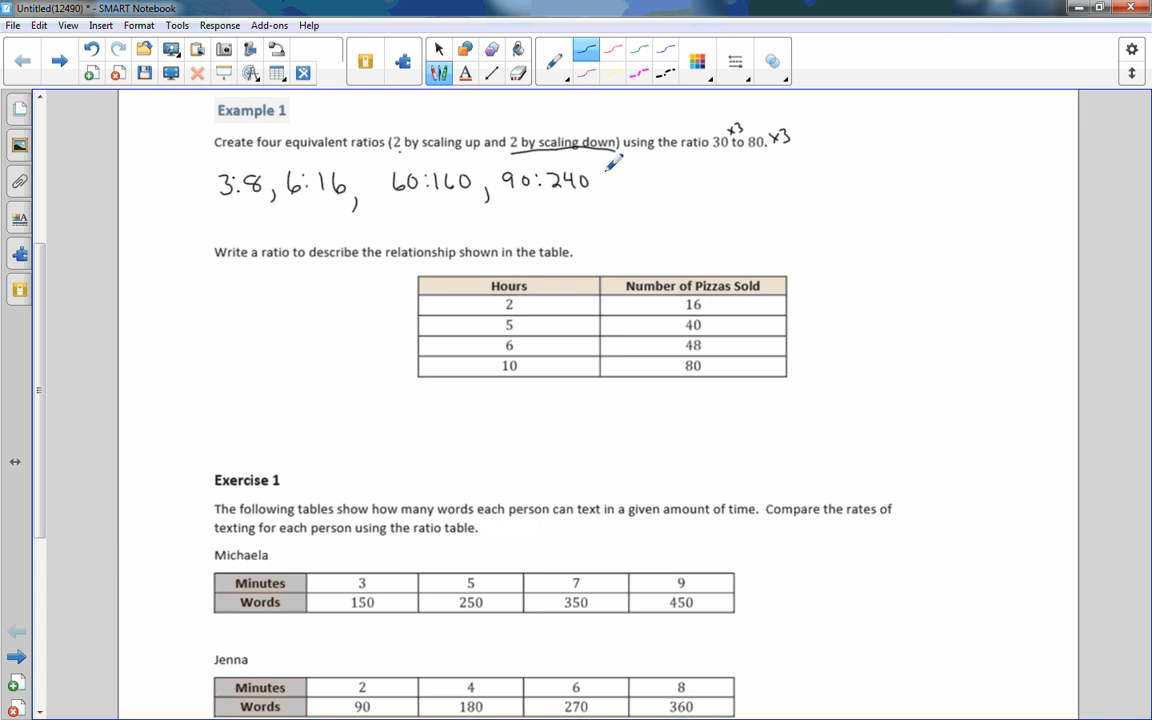 Untitled(12490) * - SMART Notebook
File Edit View Insert Format Tools Response Add-ons Help
Example 1
x3
Create four equivalent ratios (2 by scaling up and 2 by scaling down) using the ratio 30 to 80. x3
3:8, 6:16, 60:160, 90:240
Write a ratio to describe the relationship shown in the table.
Hours Number of Pizzas Sold
2 16
5 40
6 48
10 80
Exercise 1
The following tables show how many words each person can text in a given amount of time. Compare the rates of
texting for each person using the ratio table.
Michaela
Minutes 3 5 7 9
Words 150 250 350 450
Jenna
Minutes 2 4 6 8
Words 90 180 270 360